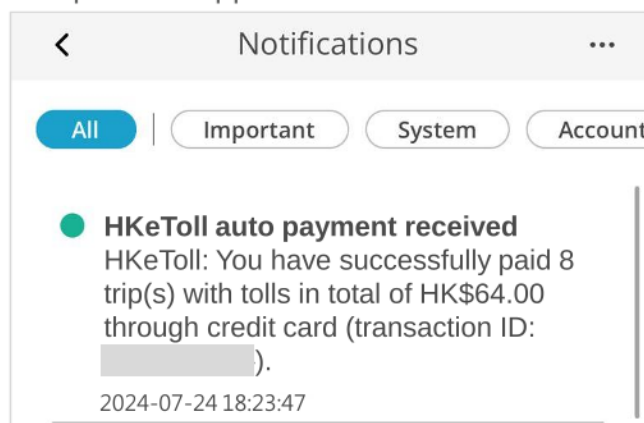 Notifications
All
Important
System
Account
HKeToll auto payment received
HKeToll: You have successfully paid 8
trip(s) with tolls in total of HK$64.00
through credit card (transaction ID:
).
2024-07-24 18:23:47